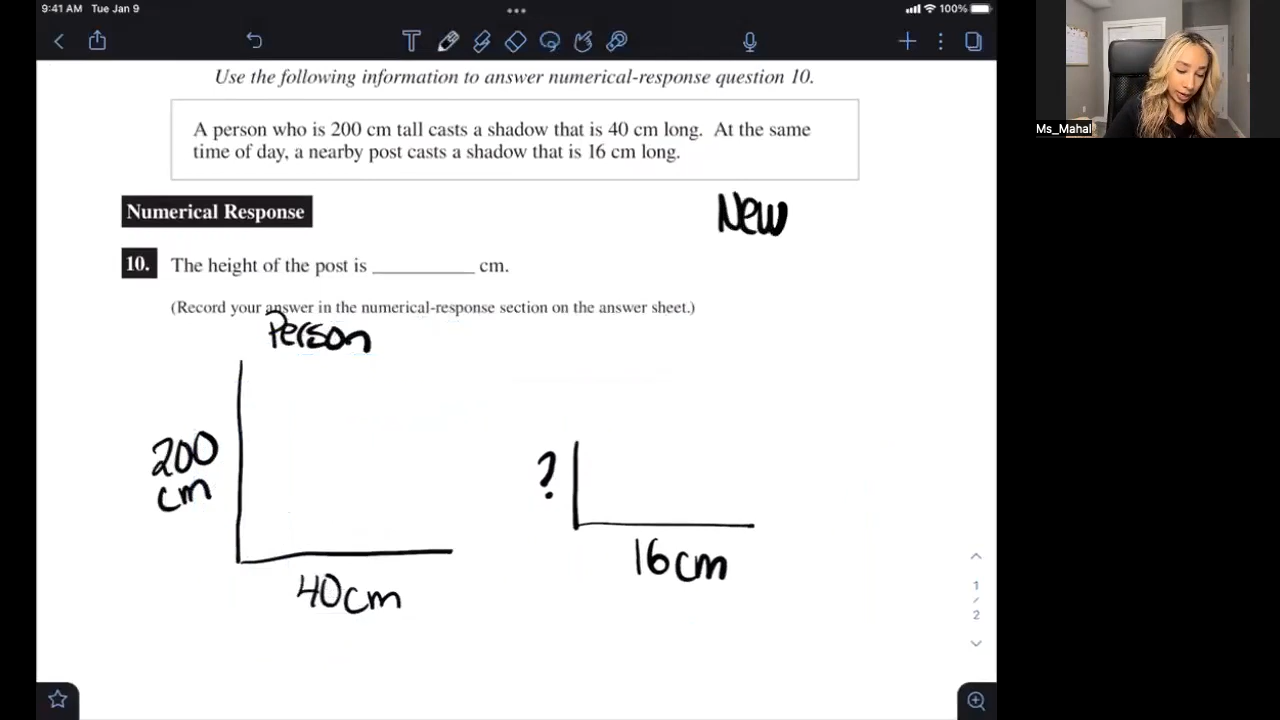 9:41 AM Tue Jan 9
100%
Use the following information to answer numerical-response question 10.
A person who is 200 cm tall casts a shadow that is 40 cm long. At the same
time of day, a nearby post casts a shadow that is 16 cm long.
Ms_Mahal
Numerical Response
New
10. The height of the post is __________ cm.
(Record your answer in the numerical-response section on the answer sheet.)
Person
200
cm
?
40cm
16cm
1
/
2